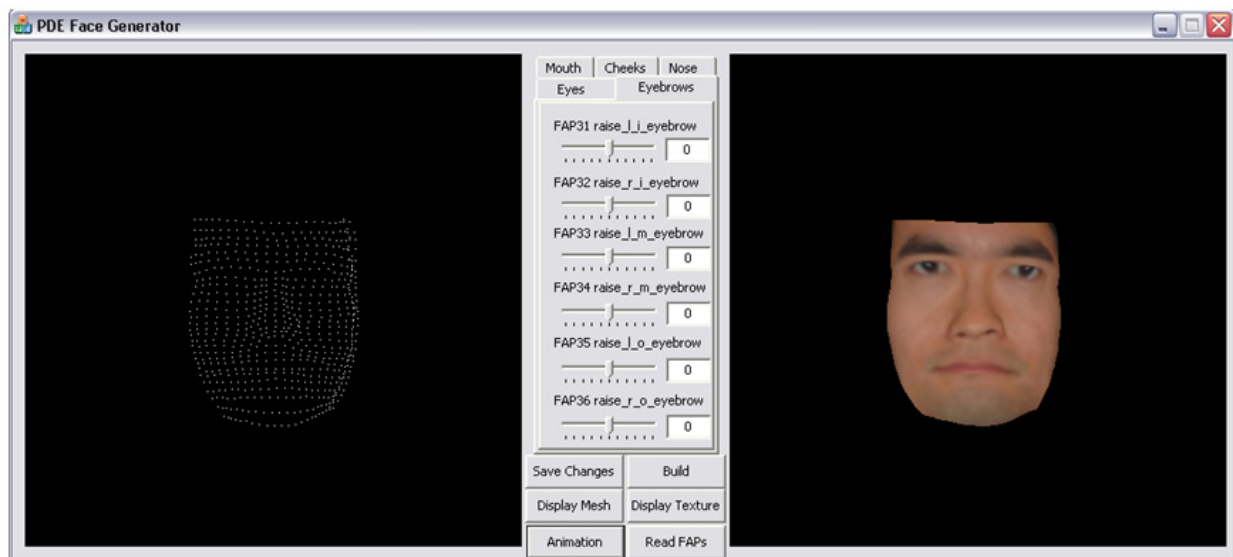 PDE Face Generator
Mouth Cheeks Nose
Eyes Eyebrows
FAP31 raise_l_i_eyebrow
0
FAP32 raise_r_i_eyebrow
0
FAP33 raise_l_m_eyebrow
0
FAP34 raise_r_m_eyebrow
0
FAP35 raise_l_o_eyebrow
0
FAP36 raise_r_o_eyebrow
0
Save Changes Build
Display Mesh Display Texture
Animation Read FAPs